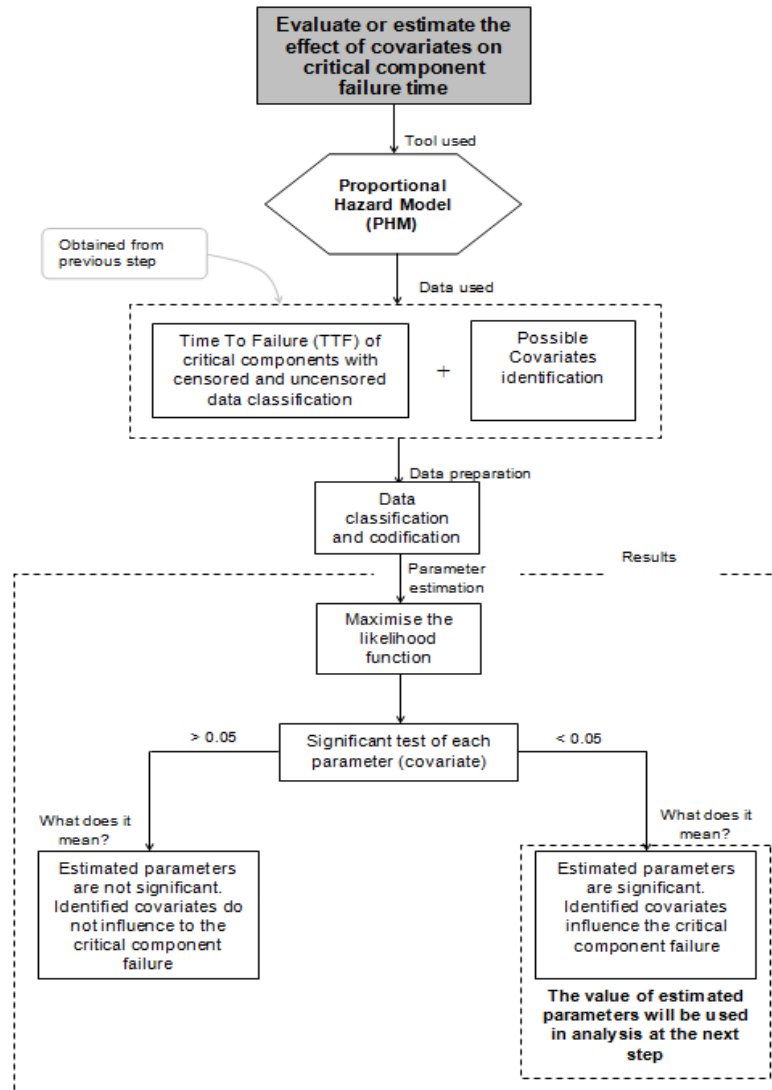 Evaluate or estimate the
effect of covariates on
critical component
failure time
Tool used
Proportional
Hazard Model
(PHM)
Obtained from
previous step
Data used
Time To Failure (TTF) of
critical components with
censored and uncensored
data classification
+
Possible
Covariates
identification
Data preparation
Data
classification
and codification
Results
Parameter
estimation
Maximise the
likelihood
function
> 0.05
Significant test of each
parameter (covariate)
< 0.05
What does it
mean?
Estimated parameters
are not significant.
Identified covariates do
not influence to the
critical component
failure
What does it
mean?
Estimated parameters
are significant.
Identified covariates
influence the critical
component failure
The value of estimated
parameters will be used
in analysis at the next
step